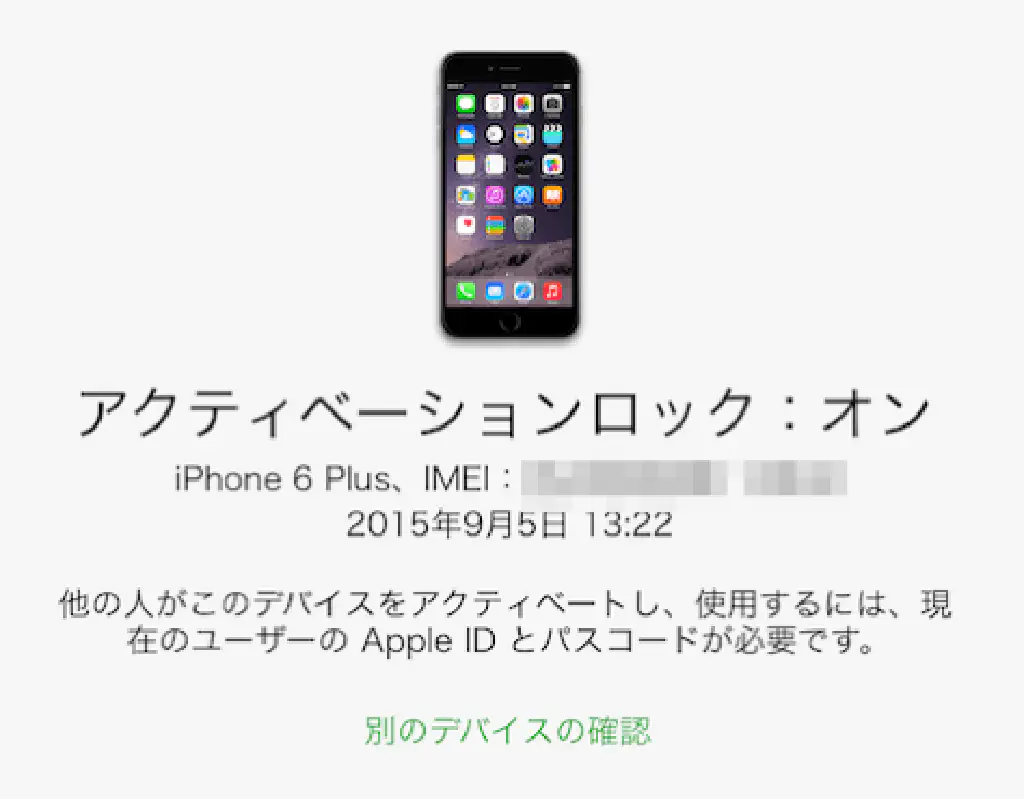 アクティベーションロック：オン
iPhone 6 Plus、IMEI：
2015年9月5日 13:22
他の人がこのデバイスをアクティベートし、使用するには、現
在のユーザーの Apple ID とパスコードが必要です。
別のデバイスの確認